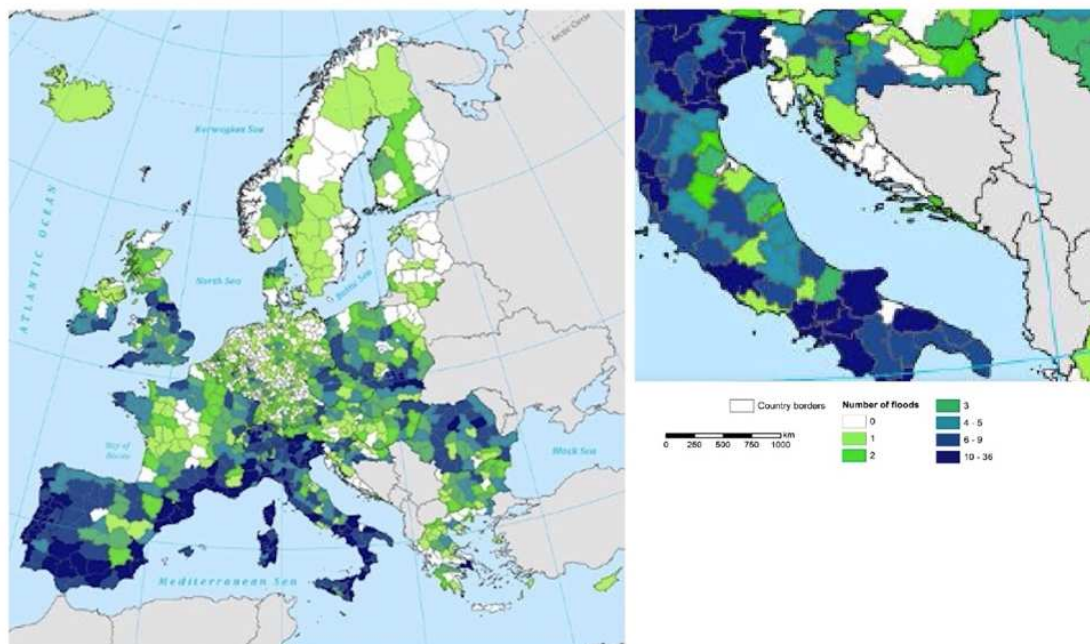 Arctic Circle
Norwegian Sea
ATLANTIC OCEAN
North Sea
Baltic Sea
Bay of
Biscay
Black Sea
Mediterranean Sea
Country borders
km
0 250 500 750 1000
Number of floods
0
1
2
3
4 - 5
6 - 9
10 - 36